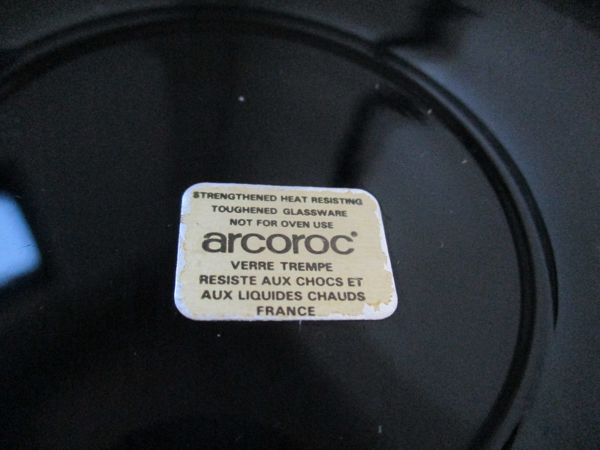 STRENGTHENED HEAT RESISTING
TOUGHENED GLASSWARE
NOT FOR OVEN USE
arcoroc®
VERRE TREMPE
RESISTE AUX CHOCS ET
AUX LIQUIDES CHAUDS
FRANCE